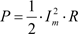 P = 1/2 · I_m^2 · R